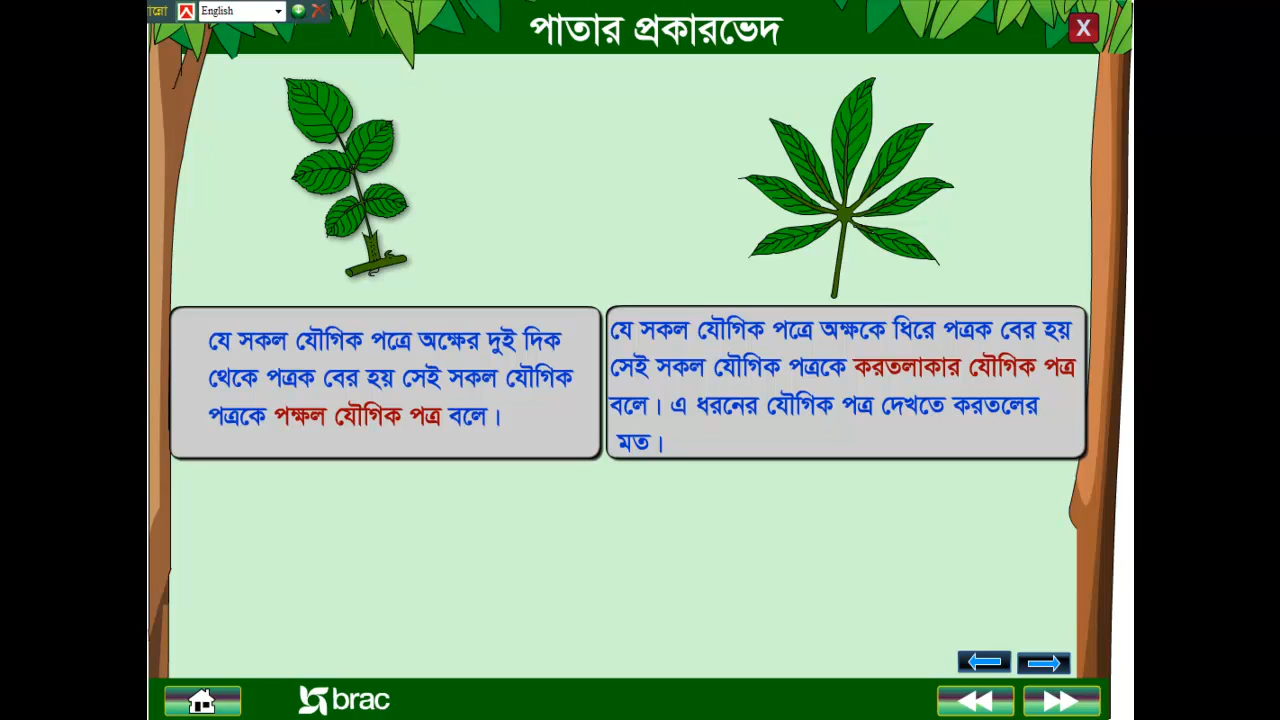 English
পাতার প্রকারভেদ
X
যে সকল যৌগিক পত্রে অক্ষের দুই দিক
থেকে পত্রক বের হয় সেই সকল যৌগিক
পত্রকে পক্ষল যৌগিক পত্র বলে।
যে সকল যৌগিক পত্রে অক্ষকে ধিরে পত্রক বের হয়
সেই সকল যৌগিক পত্রকে করতলাকার যৌগিক পত্র
বলে। এ ধরনের যৌগিক পত্র দেখতে করতলের
মত।
brac